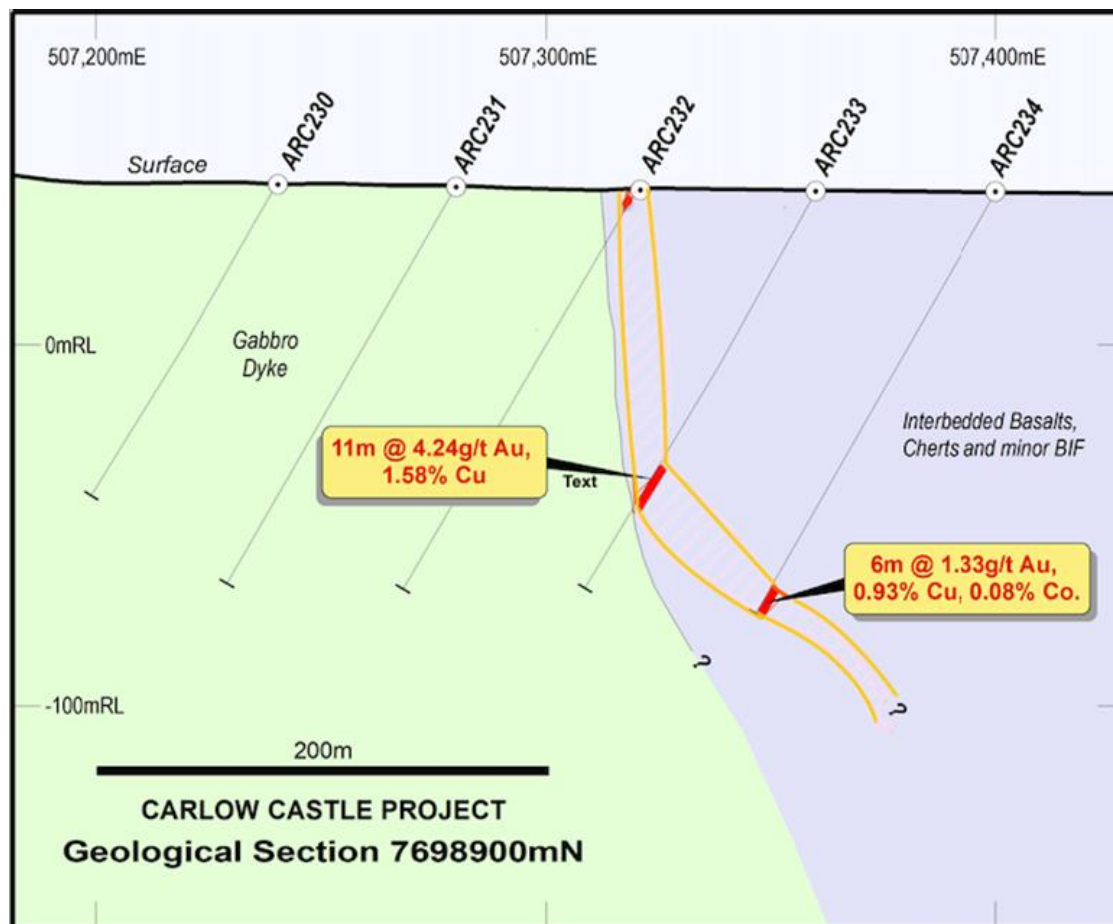 507,200mE
507,300mE
507,400mE
ARC230
ARC231
ARC232
ARC233
ARC234
Surface
0mRL
Gabbro
Dyke
11m @ 4.24g/t Au,
1.58% Cu
Text
Interbedded Basalts,
Cherts and minor BIF
6m @ 1.33g/t Au,
0.93% Cu, 0.08% Co.
?
?
-100mRL
200m
CARLOW CASTLE PROJECT
Geological Section 7698900mN